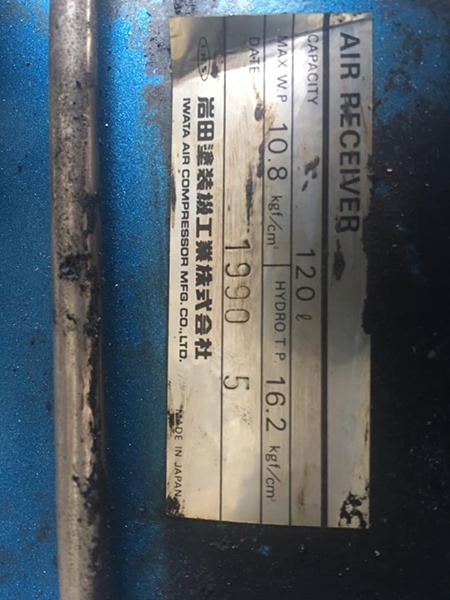 AIR RECEIVER
CAPACITY 120 ℓ
MAX W.P 10.8 kgf/cm² HYDRO.T.P. 16.2 kgf/cm²
DATE 1990 5
岩田塗装機工業株式会社
IWATA AIR COMPRESSOR MFG. CO., LTD.
MADE IN JAPAN